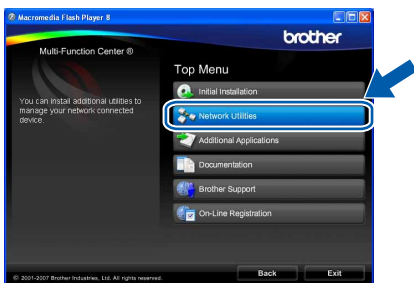 Macromedia Flash Player 8
brother
Multi-Function Center ®
Top Menu
Initial Installation
You can install additional utilities to
manage your network connected
device.
Network Utilities
Additional Applications
Documentation
Brother Support
On-Line Registration
© 2001-2007 Brother Industries, Ltd. All rights reserved.
Back
Exit